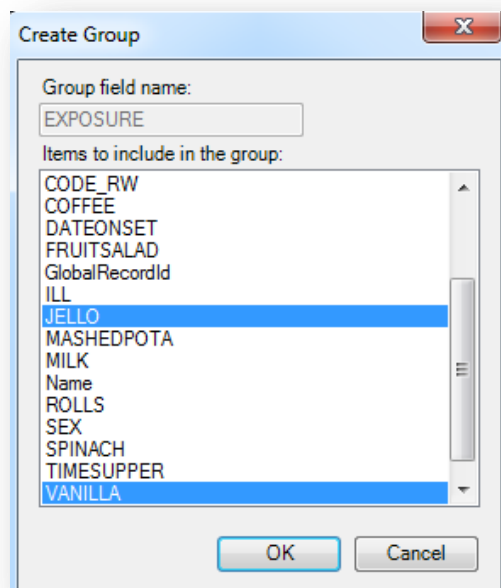 Create Group
Group field name:
EXPOSURE
Items to include in the group:
CODE_RW
COFFEE
DATEONSET
FRUITSALAD
GlobalRecordId
ILL
JELLO
MASHEDPOTA
MILK
Name
ROLLS
SEX
SPINACH
TIMESUPPER
VANILLA
OK Cancel